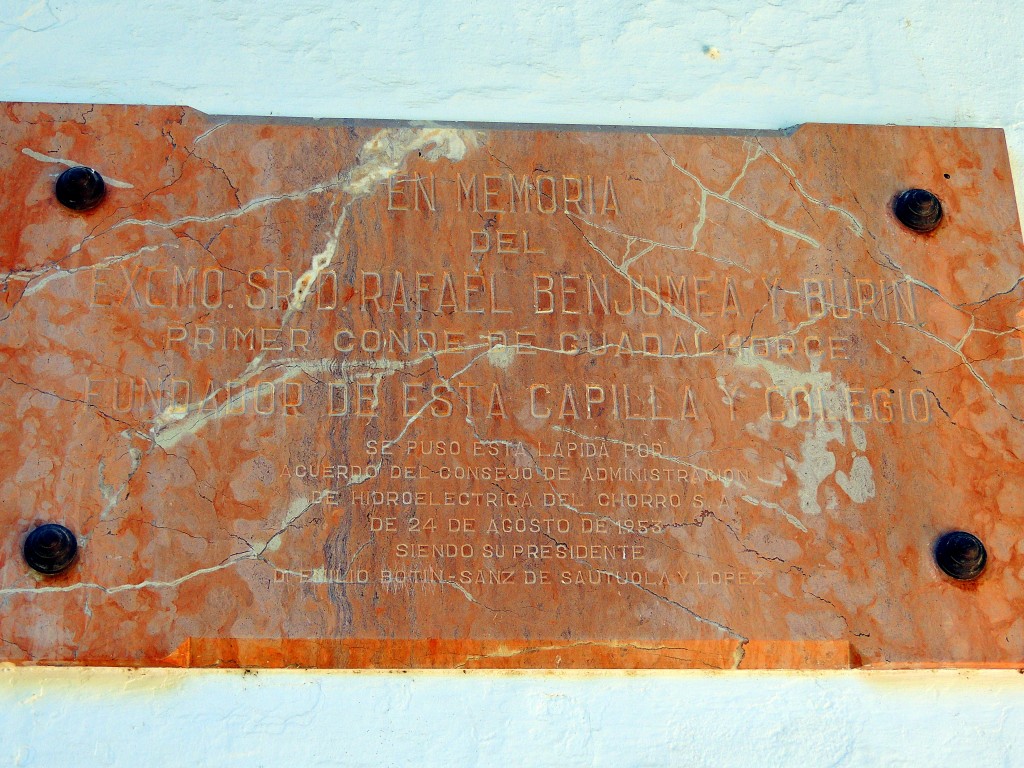 EN MEMORIA
DEL
EXCMO. SR. D. RAFAEL BENJUMEA Y BURIN
PRIMER CONDE DE GUADALHORCE
FUNDADOR DE ESTA CAPILLA Y COLEGIO
SE PUSO ESTA LAPIDA POR
ACUERDO DEL CONSEJO DE ADMINISTRACION
DE HIDROELECTRICA DEL CHORRO S. A.
DE 24 DE AGOSTO DE 1953
SIENDO SU PRESIDENTE
D. EMILIO BOTIN-SANZ DE SAUTUOLA Y LOPEZ